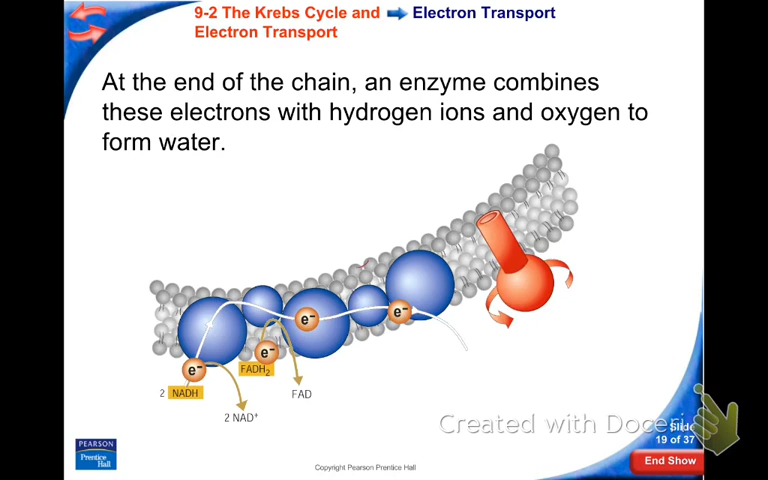 9-2 The Krebs Cycle and
Electron Transport
Electron Transport
At the end of the chain, an enzyme combines
these electrons with hydrogen ions and oxygen to
form water.
e⁻
e⁻
e⁻
e⁻
FADH₂
2 NADH
FAD
2 NAD⁺
Created with Doceri
Slide
19 of 37
End Show
PEARSON
Prentice
Hall
Copyright Pearson Prentice Hall